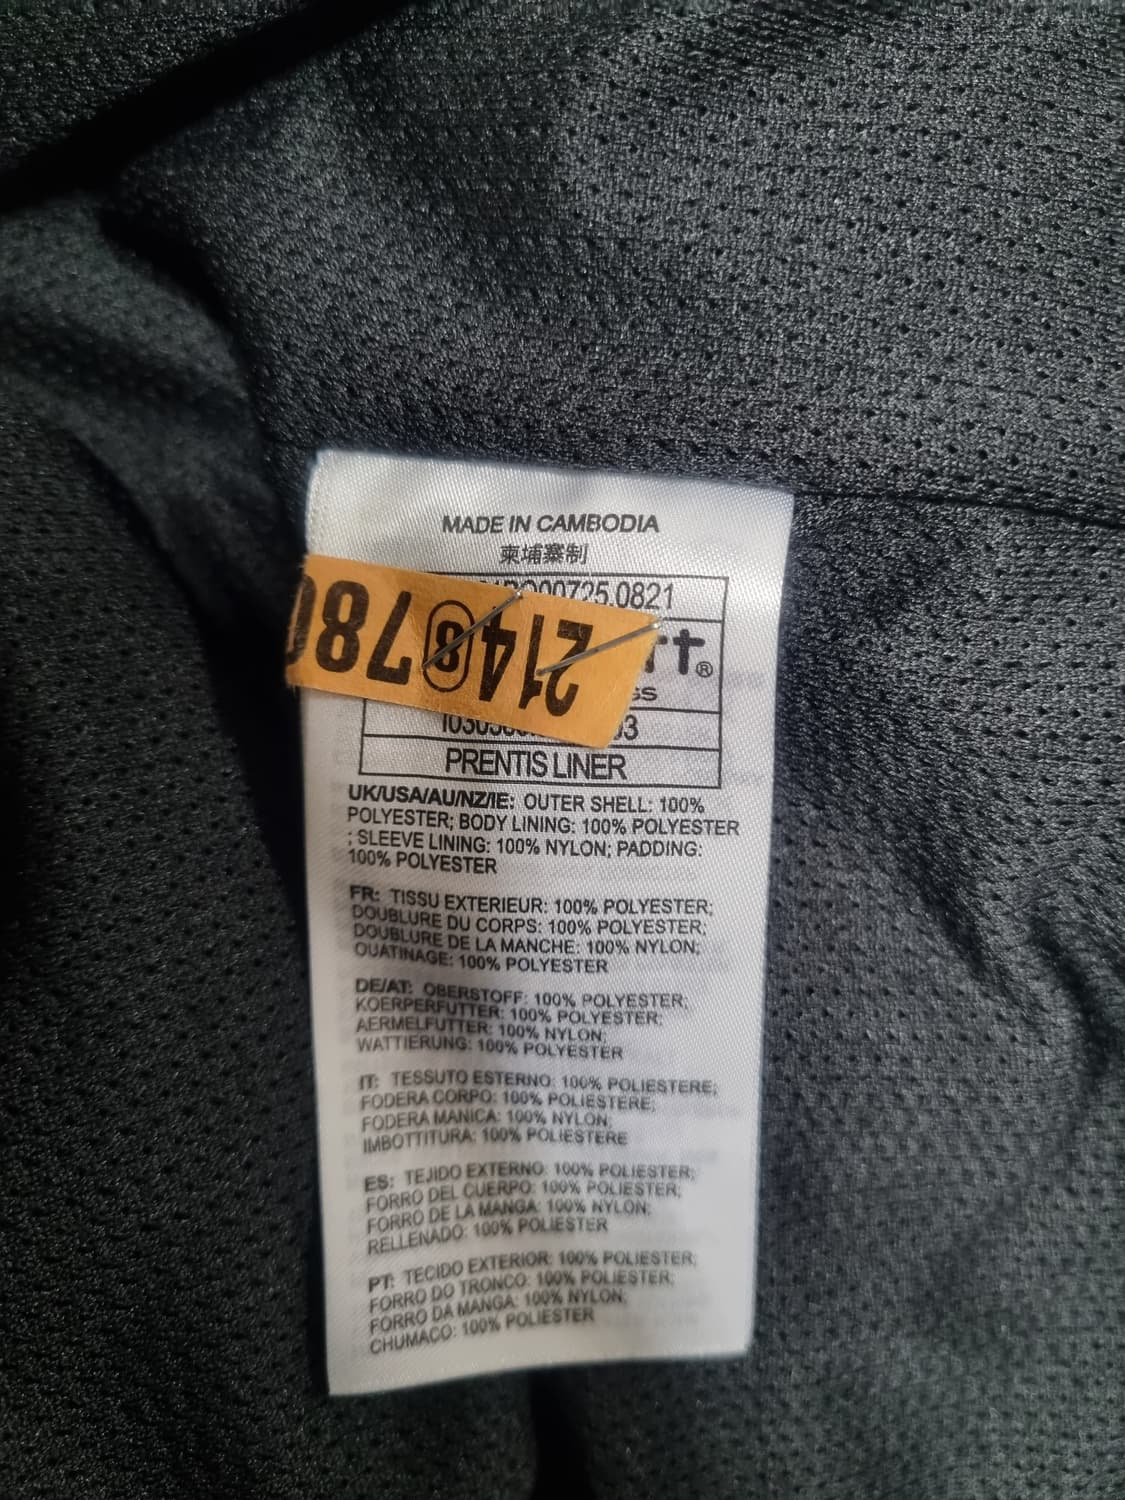 MADE IN CAMBODIA
柬埔寨制
00725.0821
2148780
rt®
ss
PRENTIS LINER
UK/USA/AU/NZ/IE: OUTER SHELL: 100%
POLYESTER; BODY LINING: 100% POLYESTER
; SLEEVE LINING: 100% NYLON; PADDING:
100% POLYESTER
FR: TISSU EXTERIEUR: 100% POLYESTER;
DOUBLURE DU CORPS: 100% POLYESTER;
DOUBLURE DE LA MANCHE: 100% NYLON;
OUATINAGE: 100% POLYESTER
DE/AT: OBERSTOFF: 100% POLYESTER;
KOERPERFUTTER: 100% POLYESTER;
AERMELFUTTER: 100% NYLON;
WATTIERUNG: 100% POLYESTER
IT: TESSUTO ESTERNO: 100% POLIESTERE;
FODERA CORPO: 100% POLIESTERE;
FODERA MANICA: 100% NYLON;
IMBOTTITURA: 100% POLIESTERE
ES: TEJIDO EXTERNO: 100% POLIESTER;
FORRO DEL CUERPO: 100% POLIESTER;
FORRO DE LA MANGA: 100% NYLON;
RELLENADO: 100% POLIESTER
PT: TECIDO EXTERIOR: 100% POLIESTER;
FORRO DO TRONCO: 100% POLIESTER;
FORRO DA MANGA: 100% NYLON;
CHUMACO: 100% POLIESTER